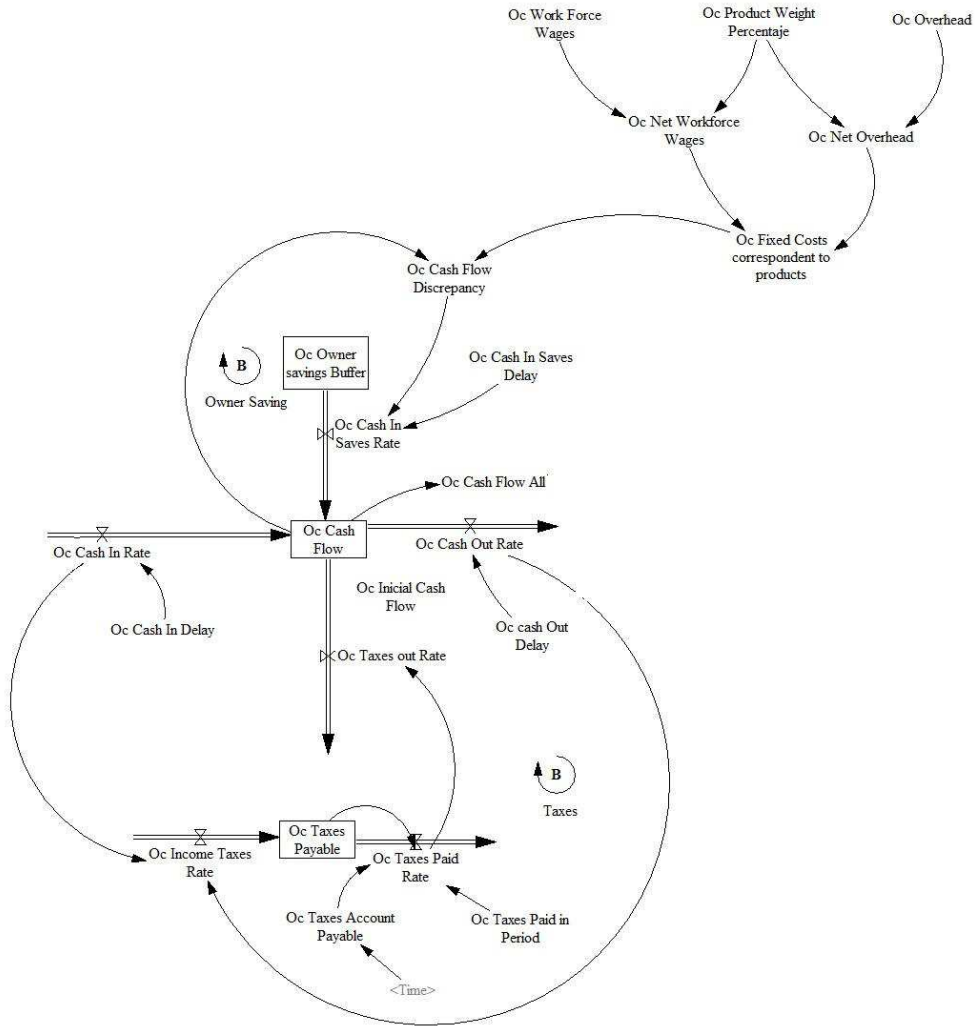 Oc Work Force
Wages
Oc Product Weight
Percentaje
Oc Overhead
Oc Net Workforce
Wages
Oc Net Overhead
Oc Fixed Costs
correspondent to
products
Oc Cash Flow
Discrepancy
B
Owner Saving
Oc Owner
savings Buffer
Oc Cash In Saves
Delay
Oc Cash In
Saves Rate
Oc Cash Flow All
Oc Cash
Flow
Oc Cash In Rate
Oc Cash Out Rate
Oc Inicial Cash
Flow
Oc Cash In Delay
Oc cash Out
Delay
Oc Taxes out Rate
B
Taxes
Oc Taxes
Payable
Oc Income Taxes
Rate
Oc Taxes Paid
Rate
Oc Taxes Account
Payable
Oc Taxes Paid in
Period
<Time>